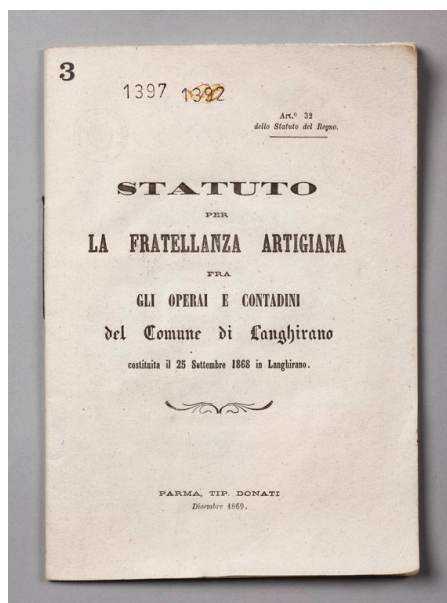 3
1397 1392
Art.º 32
dello Statuto del Regno.
STATUTO
PER
LA FRATELLANZA ARTIGIANA
FRA
GLI OPERAI E CONTADINI
del Comune di Langhirano
costituita il 25 Settembre 1868 in Langhirano.
PARMA, TIP. DONATI
Dicembre 1869.